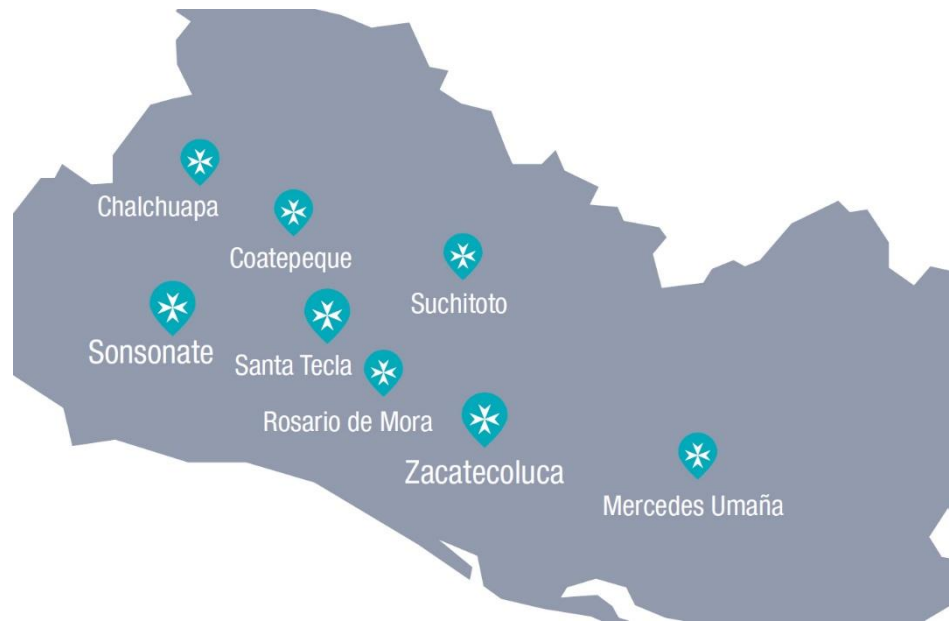 Chalchuapa
Coatepeque
Suchitoto
Sonsonate
Santa Tecla
Rosario de Mora
Zacatecoluca
Mercedes Umaña